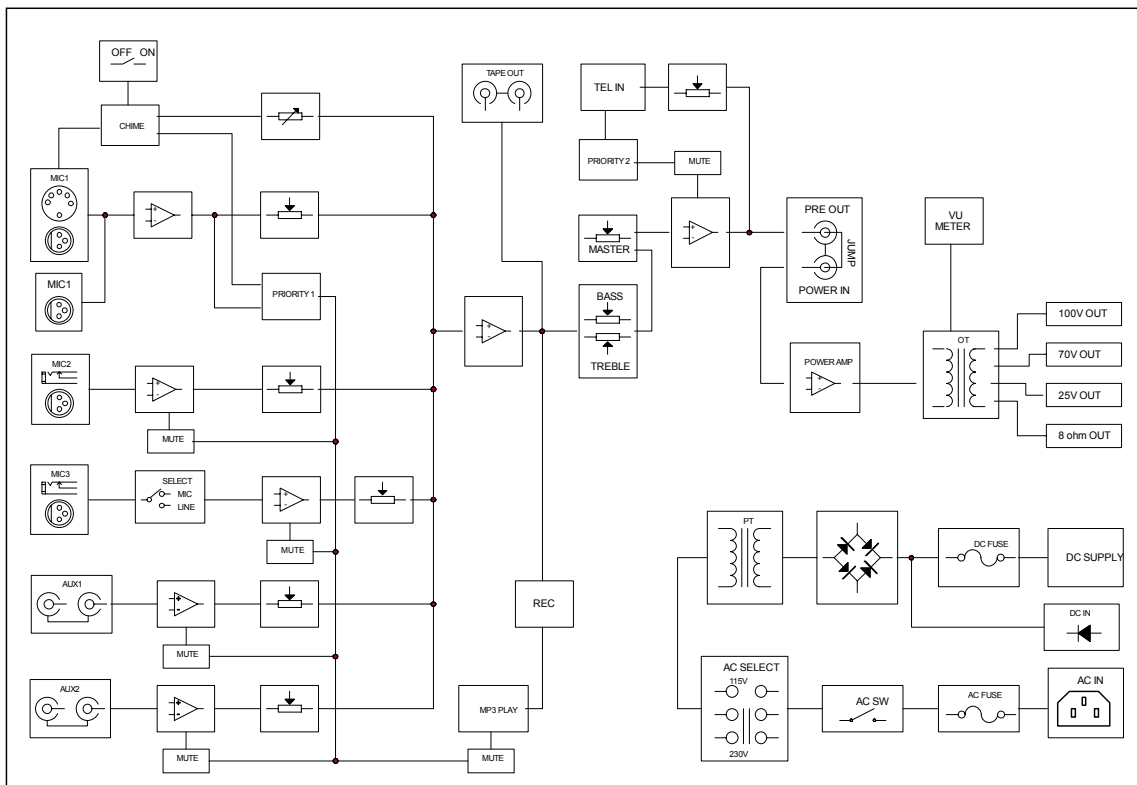 OFF ON
CHIME
MIC1
MIC1
PRIORITY 1
MIC2
MUTE
MIC3
SELECT
MIC
LINE
MUTE
AUX1
MUTE
AUX2
MUTE
TAPE OUT
REC
MP3 PLAY
MUTE
TEL IN
PRIORITY 2
MUTE
MASTER
BASS
TREBLE
PRE OUT
JUMP
POWER IN
POWER AMP
VU
METER
OT
100V OUT
70V OUT
25V OUT
8 ohm OUT
PT
DC FUSE
DC SUPPLY
DC IN
AC SELECT
115V
230V
AC SW
AC FUSE
AC IN